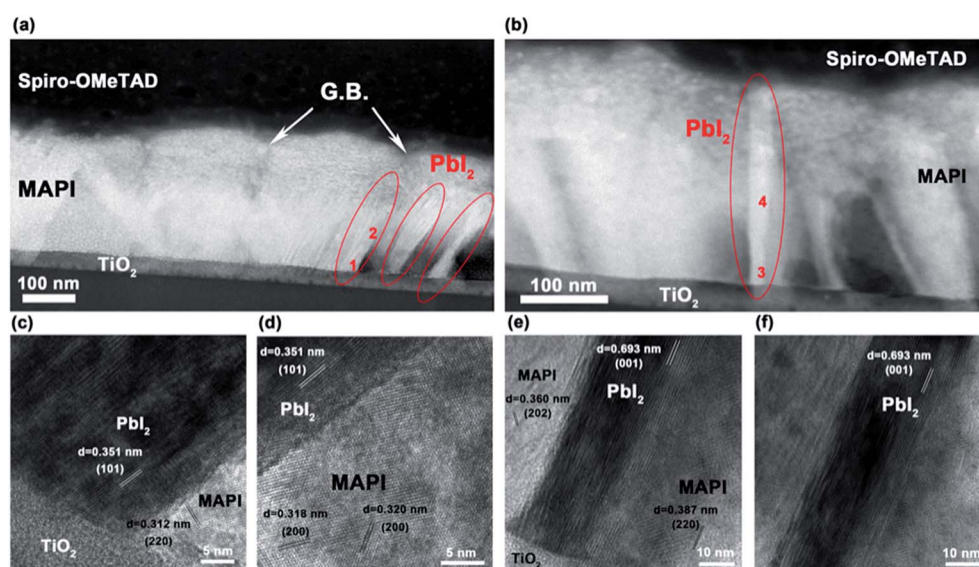 (a)
Spiro-OMeTAD
G.B.
PbI₂
MAPI
2
1
TiO₂
100 nm
(b)
Spiro-OMeTAD
PbI₂
MAPI
4
3
100 nm
TiO₂
(c)
PbI₂
d=0.351 nm
(101)
MAPI
d=0.312 nm
(220)
TiO₂
5 nm
(d)
d=0.351 nm
(101)
PbI₂
MAPI
d=0.318 nm
(200)
d=0.320 nm
(200)
5 nm
(e)
d=0.693 nm
(001)
MAPI
PbI₂
d=0.360 nm
(202)
MAPI
d=0.387 nm
(220)
TiO₂
10 nm
(f)
d=0.693 nm
(001)
PbI₂
10 nm